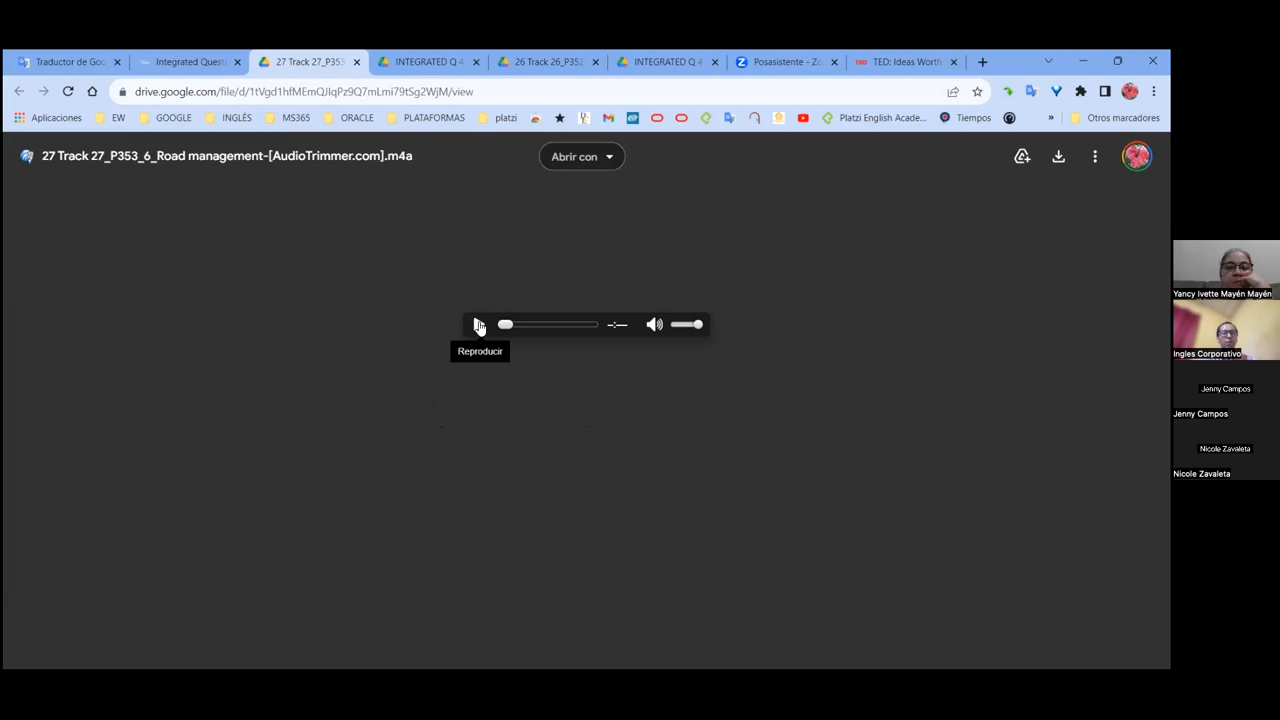 Traductor de Goo
Integrated Questi
27 Track 27_P353
INTEGRATED Q 4
26 Track 26_P352
INTEGRATED Q 4
Posasistente - Zo
TED: Ideas Worth
drive.google.com/file/d/1tVgd1hfMEmQJIqPz9Q7mLmi79tSg2WjM/view
Aplicaciones
EW
GOOGLE
INGLÉS
MS365
ORACLE
PLATAFORMAS
platzi
Platzi English Acade...
Tiempos
»
Otros marcadores
27 Track 27_P353_6_Road management-[AudioTrimmer.com].m4a
Abrir con
-:--
Reproducir
Yancy Ivette Mayén Mayén
Ingles Corporativo
Jenny Campos
Jenny Campos
Nicole Zavaleta
Nicole Zavaleta